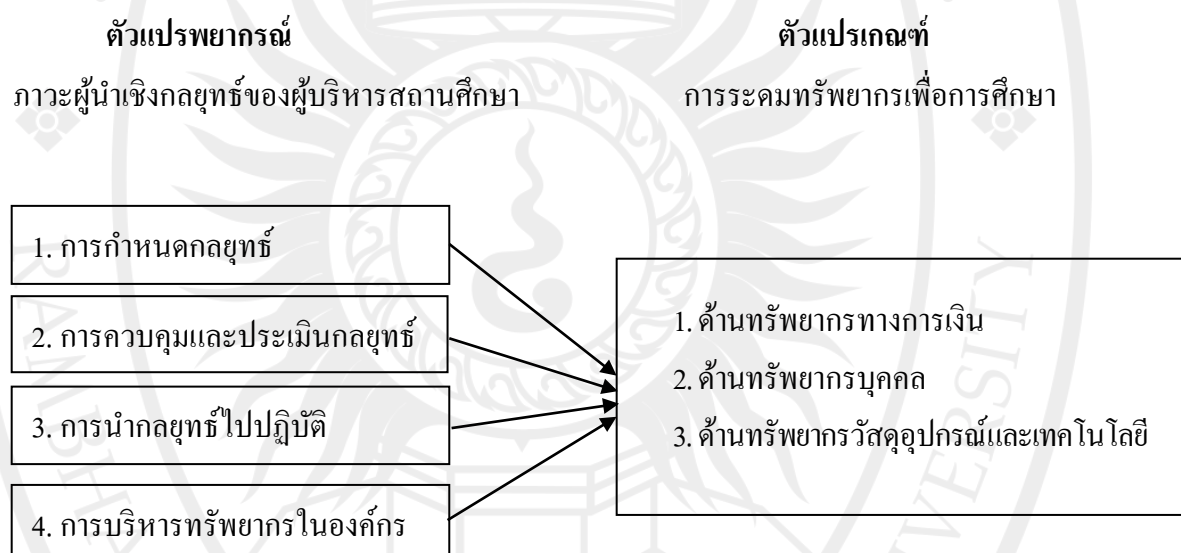 ตัวแปรพยากรณ์
ภาวะผู้นำเชิงกลยุทธ์ของผู้บริหารสถานศึกษา
ตัวแปรเกณฑ์
การระดมทรัพยากรเพื่อการศึกษา
1. การกำหนดกลยุทธ์
2. การควบคุมและประเมินกลยุทธ์
3. การนำกลยุทธ์ไปปฏิบัติ
4. การบริหารทรัพยากรในองค์กร
1. ด้านทรัพยากรทางการเงิน
2. ด้านทรัพยากรบุคคล
3. ด้านทรัพยากรวัสดุอุปกรณ์และเทคโนโลยี